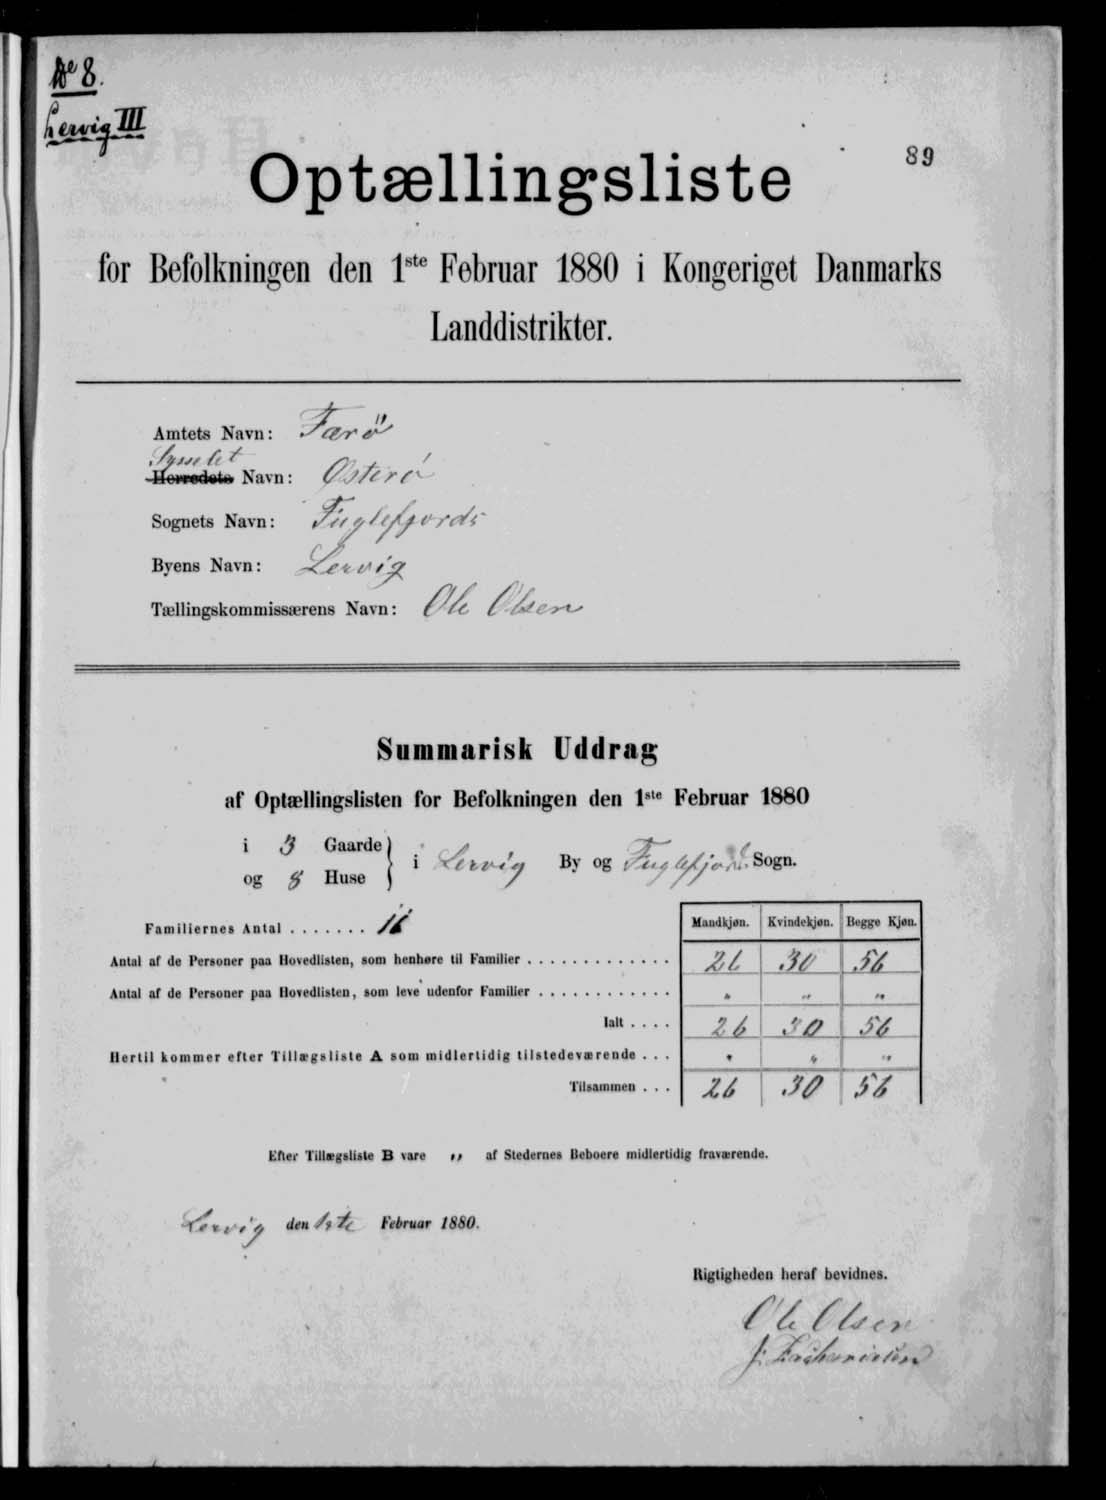 № 8.
Lervig III
89
Optællingsliste
for Befolkningen den 1ste Februar 1880 i Kongeriget Danmarks
Landdistrikter.
Amtets Navn: Færö
Sysselet
Herredets Navn: Østerö
Sognets Navn: Fuglefjords
Byens Navn: Lervig
Tællingskommissærens Navn: Ole Olsen
Summarisk Uddrag
af Optællingslisten for Befolkningen den 1ste Februar 1880
i 3 Gaarde
og 8 Huse } i Lervig By og Fuglefjords Sogn.
Familiernes Antal ....... 11
Mandkjøn. Kvindekjøn. Begge Kjøn.
Antal af de Personer paa Hovedlisten, som henhøre til Familier ............. 26 30 56
Antal af de Personer paa Hovedlisten, som leve udenfor Familier ............ " " "
Ialt .... 26 30 56
Hertil kommer efter Tillægsliste A som midlertidig tilstedeværende ... " " "
Tilsammen ... 26 30 56
Efter Tillægsliste B vare " af Stedernes Beboere midlertidig fraværende.
Lervig den 1ste Februar 1880.
Rigtigheden heraf bevidnes.
Ole Olsen
J. Zachariasen